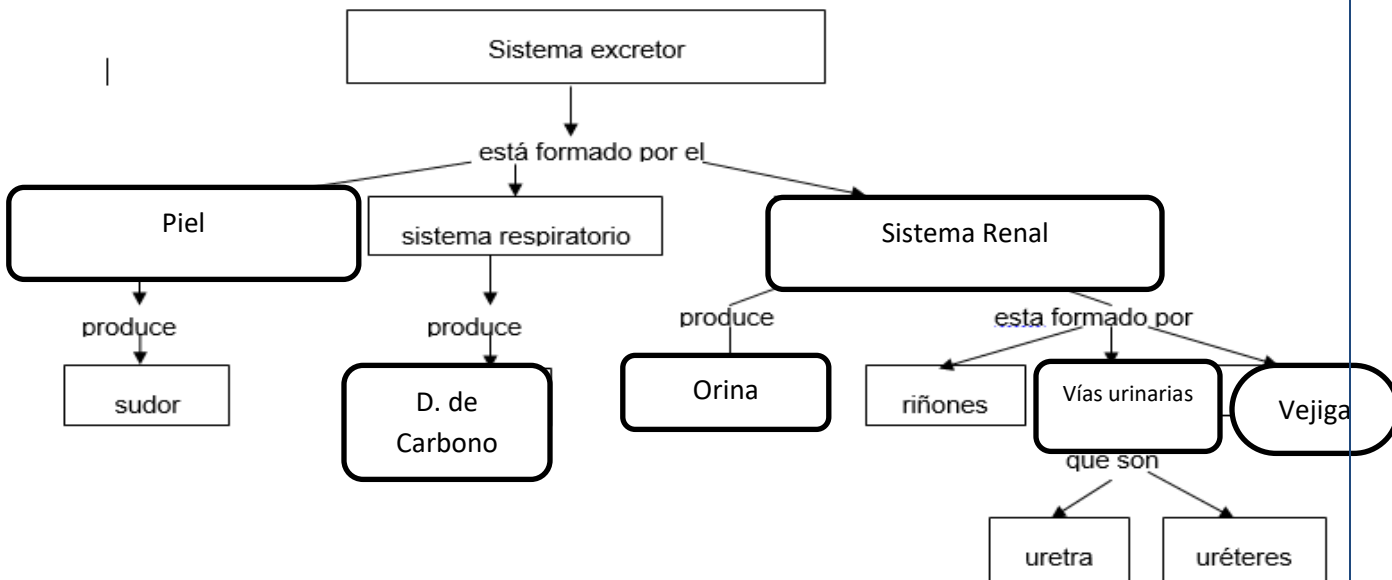 Sistema excretor
está formado por el
Piel
sistema respiratorio
Sistema Renal
produce
produce
produce
esta formado por
sudor
D. de
Carbono
Orina
riñones
Vías urinarias
Vejiga
que son
uretra
uréteres